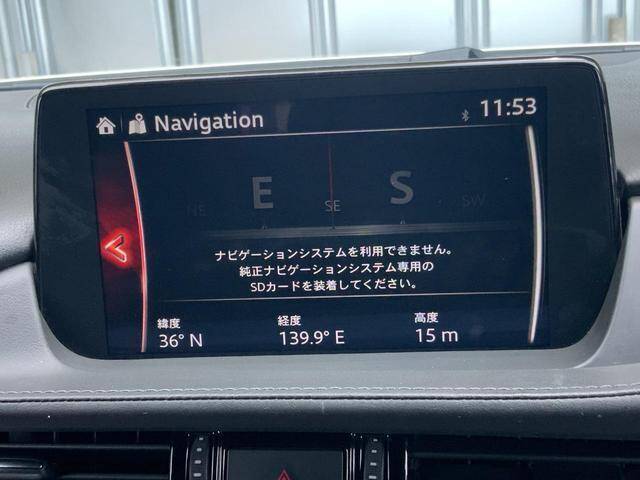 Navigation 11:53
NE E SE S SW
ナビゲーションシステムを利用できません。
純正ナビゲーションシステム専用の
SDカードを装着してください。
緯度 経度 高度
36° N 139.9° E 15 m